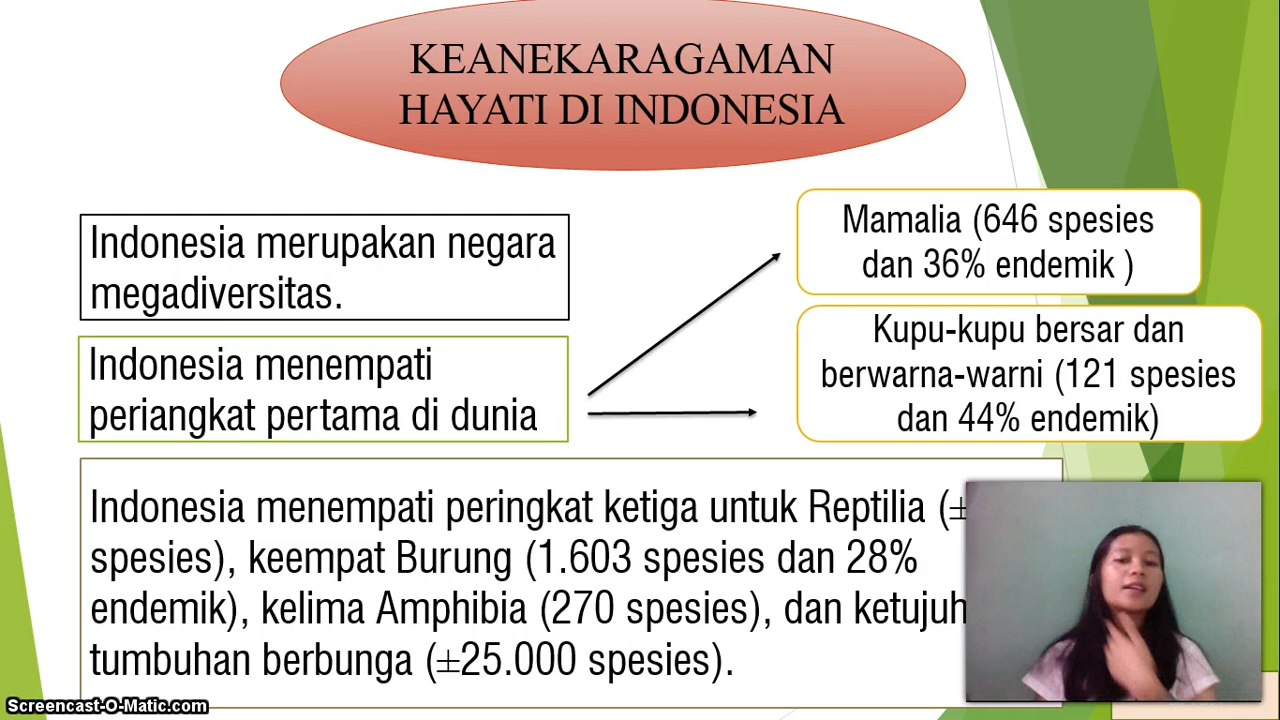 KEANEKARAGAMAN
HAYATI DI INDONESIA
Indonesia merupakan negara
megadiversitas.
Indonesia menempati
periangkat pertama di dunia
Mamalia (646 spesies
dan 36% endemik )
Kupu-kupu bersar dan
berwarna-warni (121 spesies
dan 44% endemik)
Indonesia menempati peringkat ketiga untuk Reptilia (±
spesies), keempat Burung (1.603 spesies dan 28%
endemik), kelima Amphibia (270 spesies), dan ketujuh
tumbuhan berbunga (±25.000 spesies).
Screencast-O-Matic.com